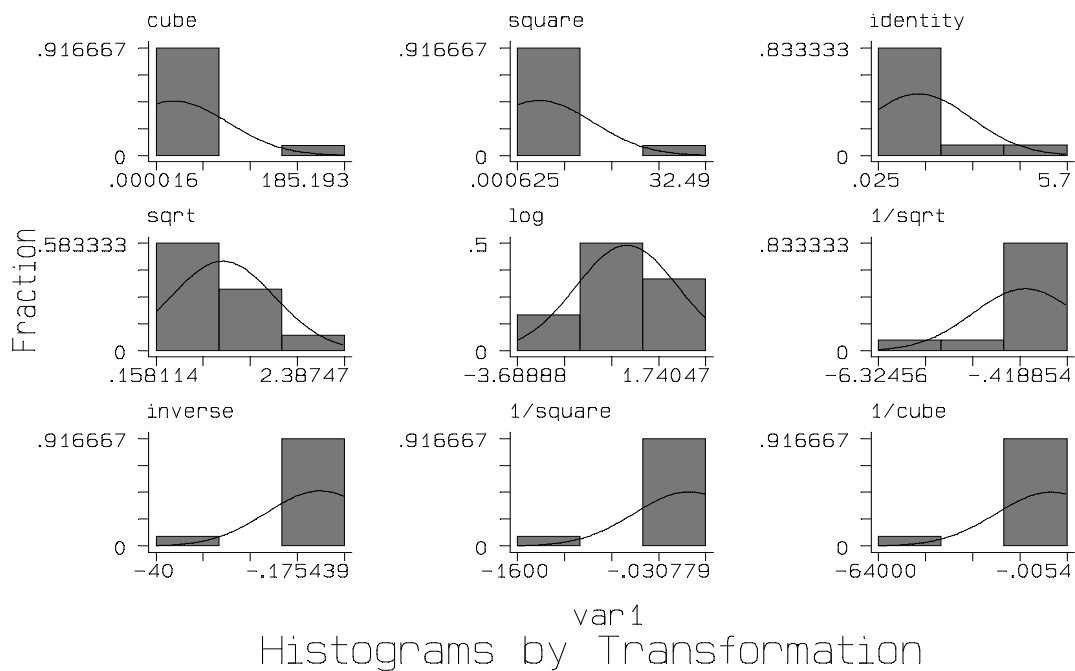 cube
square
identity
.916667
.916667
.833333
0
0
0
.000016 185.193
.000625 32.49
.025 5.7
sqrt
log
1/sqrt
.583333
.5
.833333
Fraction
0
0
0
.158114 2.38747
-3.68888 1.74047
-6.32456 -.418854
inverse
1/square
1/cube
.916667
.916667
.916667
0
0
0
-40 -.175439
-1600 -.030779
-64000 -.0054
var1
Histograms by Transformation